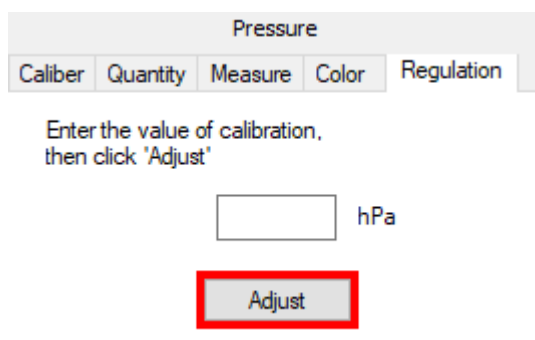 Pressure
Caliber Quantity Measure Color Regulation
Enter the value of calibration,
then click 'Adjust'
hPa
Adjust